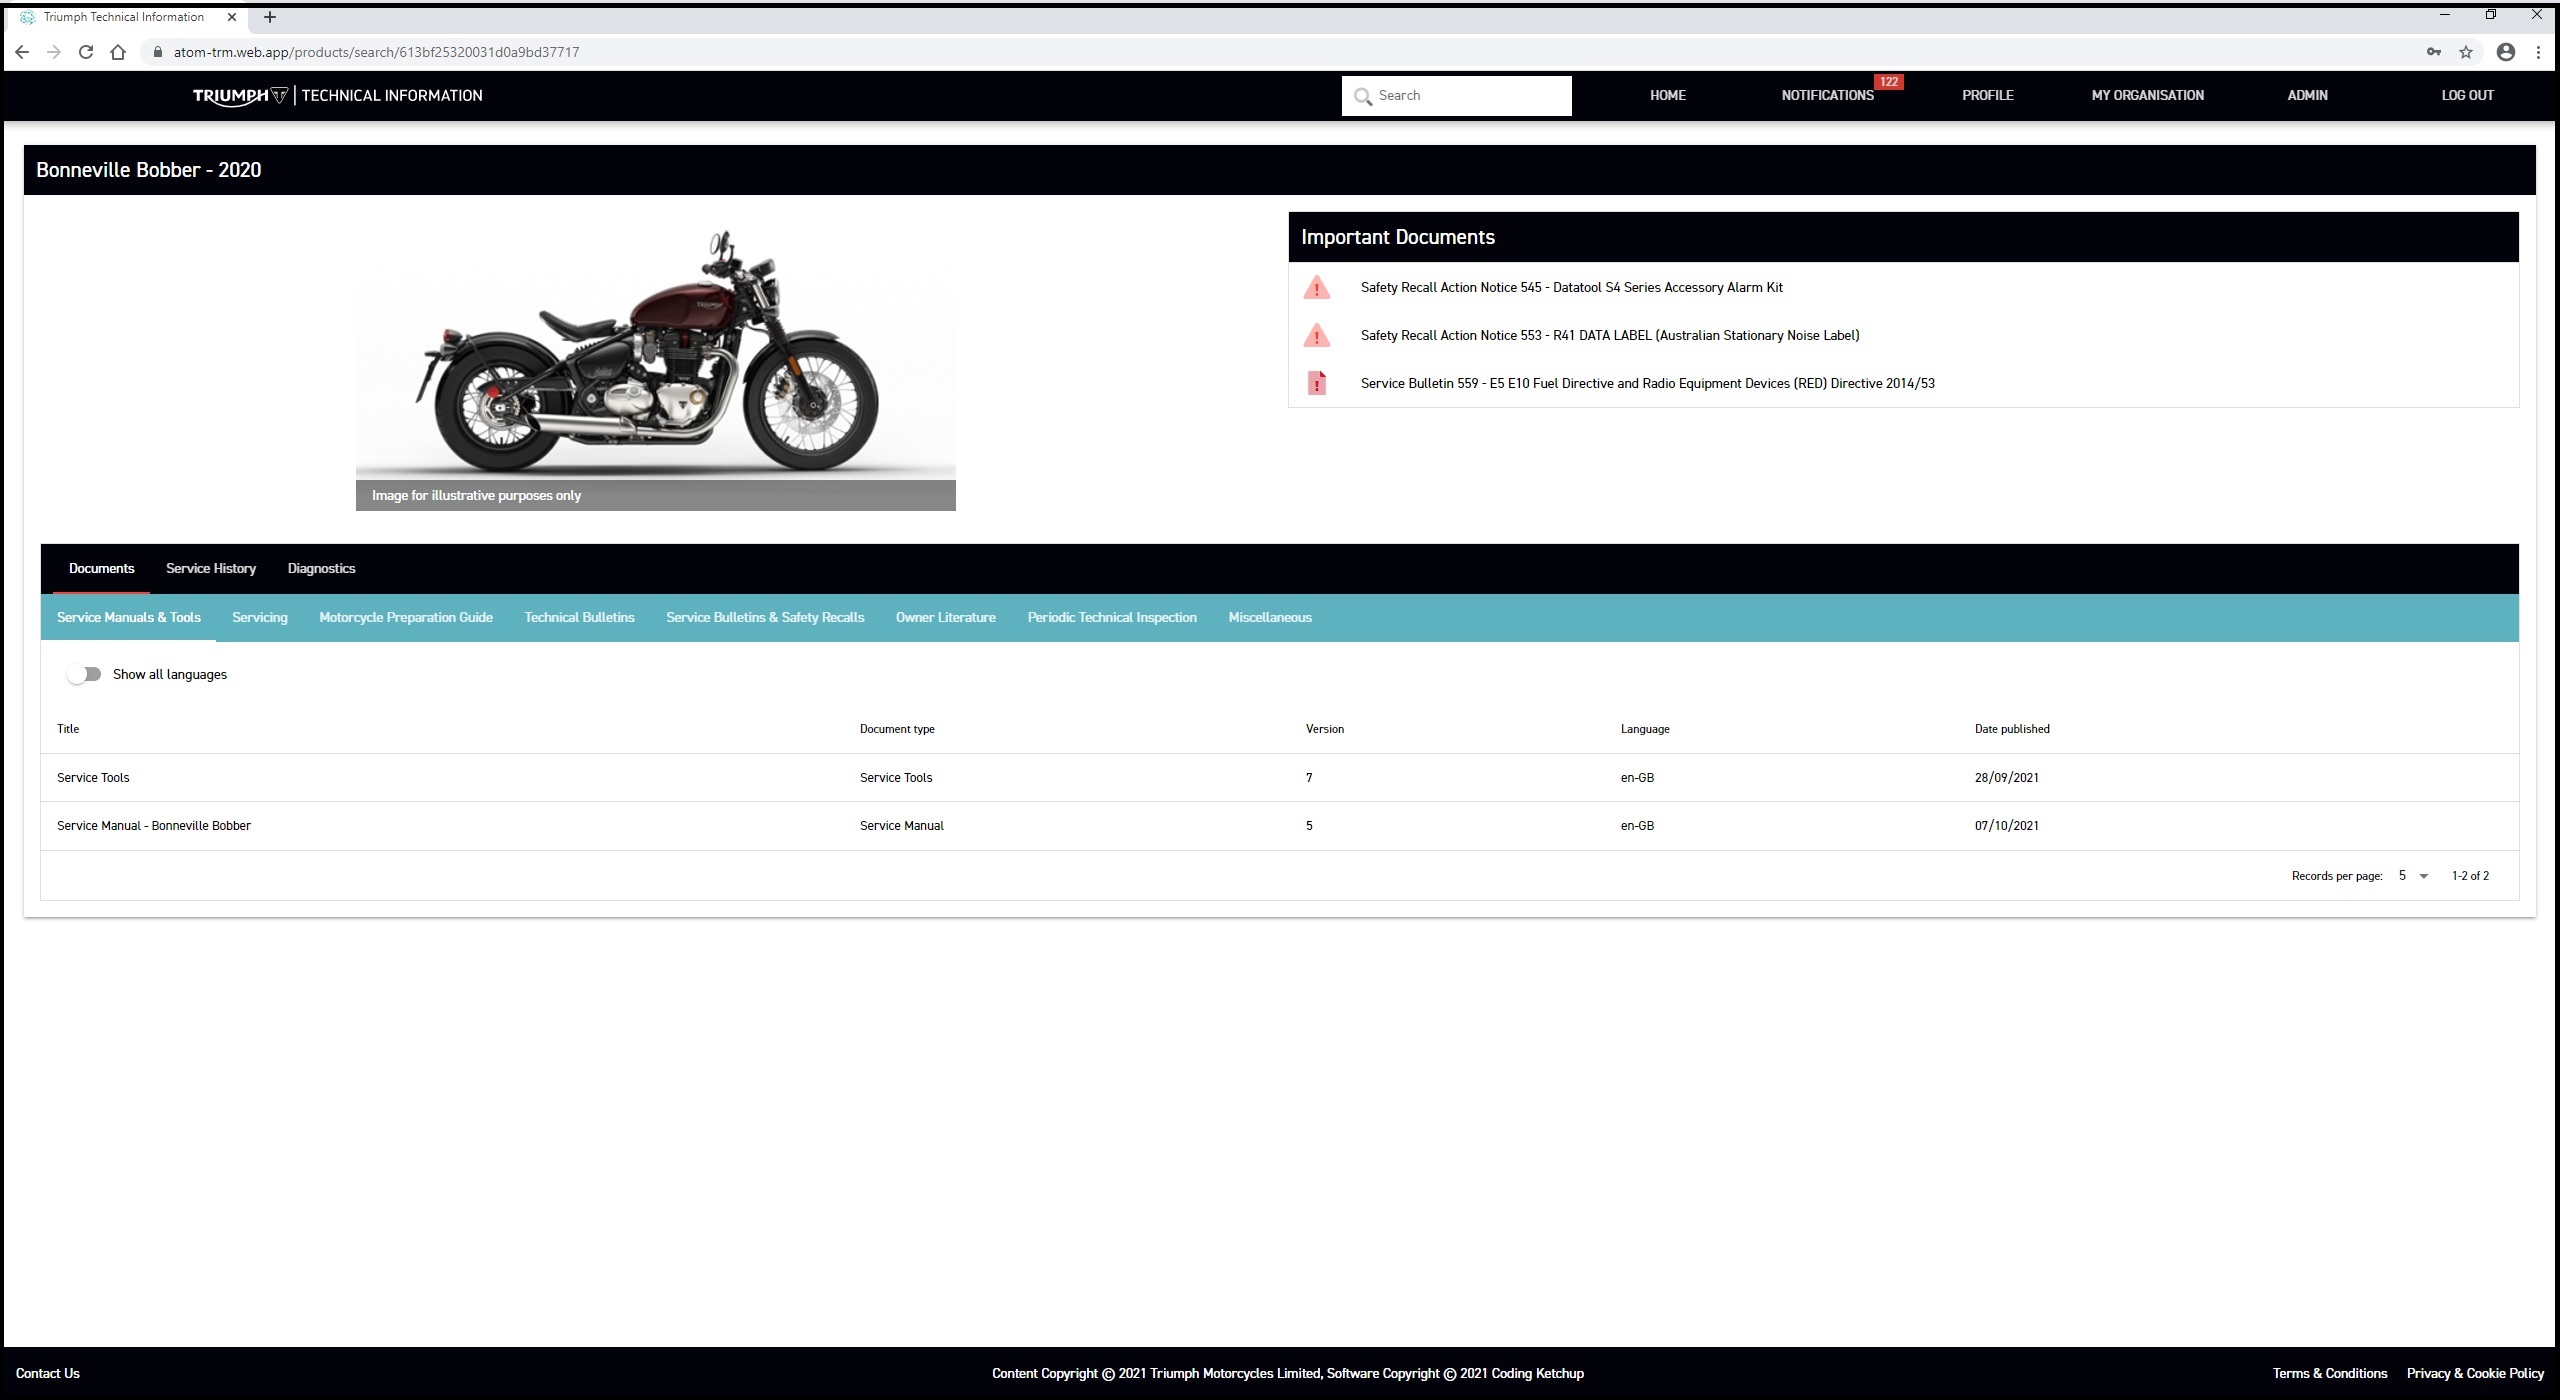 Triumph Technical Information
atom-trm.web.app/products/search/613bf25320031d0a9bd37717
TRIUMPH | TECHNICAL INFORMATION
Search
HOME
NOTIFICATIONS 122
PROFILE
MY ORGANISATION
ADMIN
LOG OUT
Bonneville Bobber - 2020
TRIUMPH
Image for illustrative purposes only
Important Documents
Safety Recall Action Notice 545 - Datatool S4 Series Accessory Alarm Kit
Safety Recall Action Notice 553 - R41 DATA LABEL (Australian Stationary Noise Label)
Service Bulletin 559 - E5 E10 Fuel Directive and Radio Equipment Devices (RED) Directive 2014/53
Documents Service History Diagnostics
Service Manuals & Tools Servicing Motorcycle Preparation Guide Technical Bulletins Service Bulletins & Safety Recalls Owner Literature Periodic Technical Inspection Miscellaneous
Show all languages
Title Document type Version Language Date published
Service Tools Service Tools 7 en-GB 28/09/2021
Service Manual - Bonneville Bobber Service Manual 5 en-GB 07/10/2021
Records per page: 5 1-2 of 2
Contact Us
Content Copyright © 2021 Triumph Motorcycles Limited, Software Copyright © 2021 Coding Ketchup
Terms & Conditions Privacy & Cookie Policy